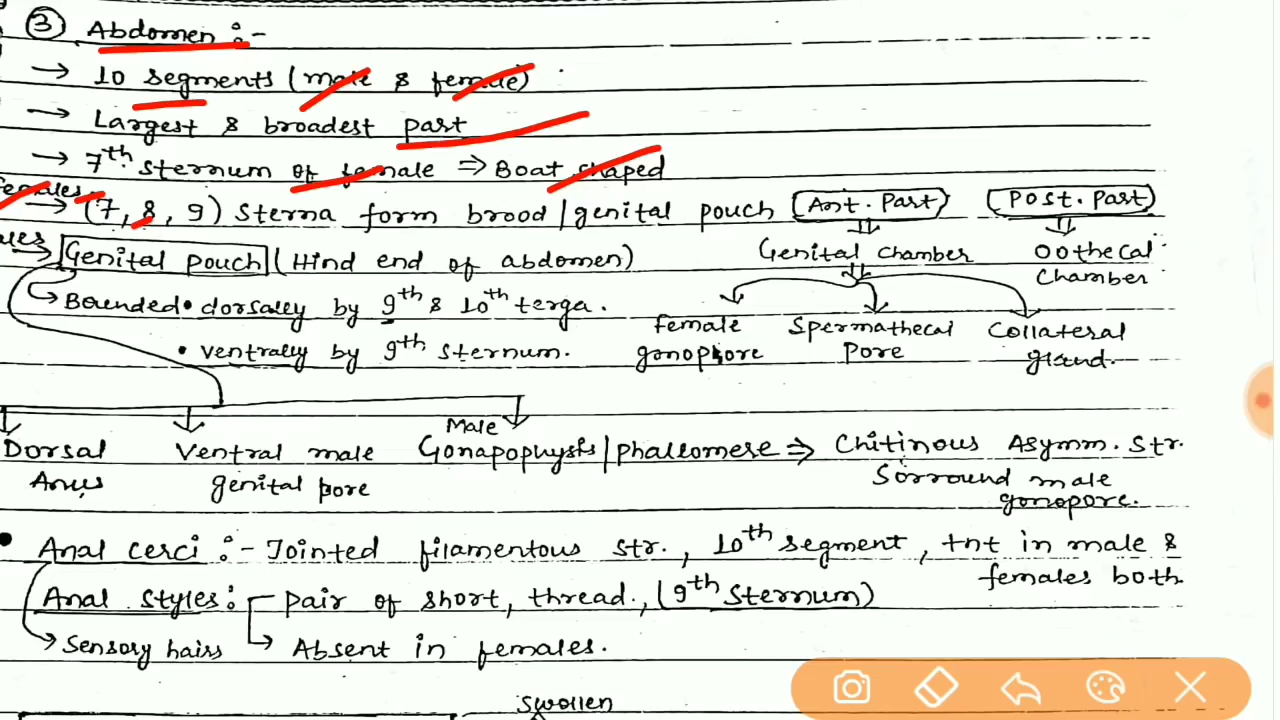 ③ Abdomen :-
→ 10 segments (male & female)
→ Largest & broadest part
→ 7th sternum of female ⇒ Boat shaped
Females
→ (7, 8, 9) sterna form brood/genital pouch
Ant. Part
Post. Part
Genital chamber
oothecal chamber
Female gonophore
Spermathecal pore
Collateral gland.
→ Genital pouch (Hind end of abdomen)
→ Bounded • dorsally by 9th & 10th terga.
• ventrally by 9th sternum.
Dorsal Anus
Ventral male genital pore
Male Gonapophysis/phallomere ⇒ Chitinous Asymm. str.
Sorround male gonopore.
• Anal cerci :- Jointed filamentous str., 10th segment, tnt in male & females both
Anal styles: pair of short, thread., (9th sternum)
→ Sensory hairs
→ Absent in females.
swollen